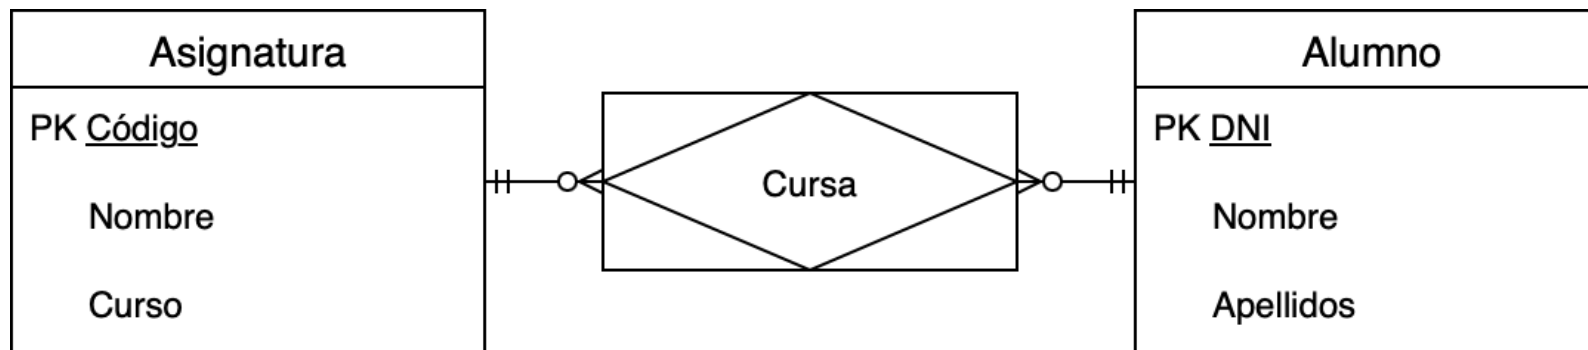 Asignatura
PK Código
Nombre
Curso
Cursa
Alumno
PK DNI
Nombre
Apellidos